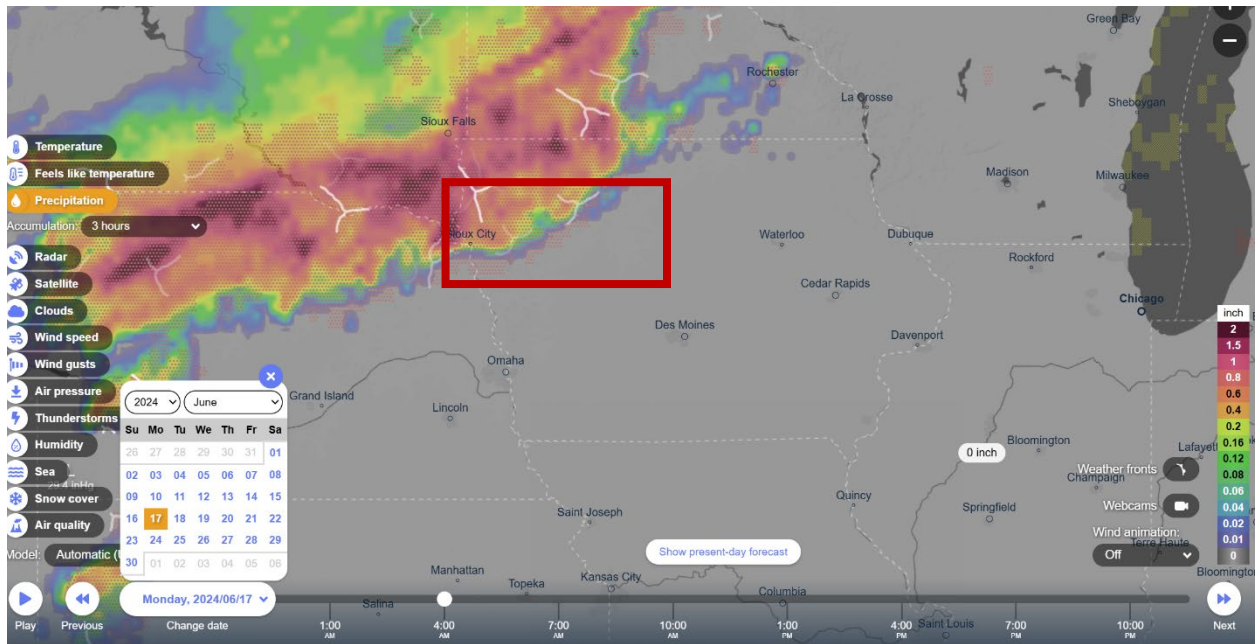 Green Bay
+
−
Rochester
La Crosse
Sheboygan
Sioux Falls
Temperature
Feels like temperature
Madison
Milwaukee
Precipitation
Accumulation: 3 hours
Sioux City
Waterloo
Dubuque
Radar
Rockford
Satellite
Cedar Rapids
Clouds
Chicago
inch
2
Wind speed
Des Moines
Davenport
1.5
Wind gusts
Omaha
1
Air pressure
0.8
2024 June
Grand Island
0.6
Thunderstorms
Lincoln
0.4
Su Mo Tu We Th Fr Sa
0.2
Humidity
26 27 28 29 30 31 01
Bloomington
0.16
0 inch
Lafayet
0.12
Sea
02 03 04 05 06 07 08
Weather fronts
Champaign
0.08
29.4 inHg
Snow cover
09 10 11 12 13 14 15
Quincy
0.06
Saint Joseph
Springfield
Webcams
0.04
Air quality
16 17 18 19 20 21 22
0.02
Wind animation:
23 24 25 26 27 28 29
Terre Haute
0.01
Model: Automatic (
Show present-day forecast
Off
0
30 01 02 03 04 05 06
Manhattan
Topeka
Kansas City
Bloomington
Columbia
Monday, 2024/06/17
Salina
Play
Previous
Change date
1:00 AM
4:00 AM
7:00 AM
10:00 AM
1:00 PM
4:00 PM
Saint Louis
7:00 PM
10:00 PM
Next